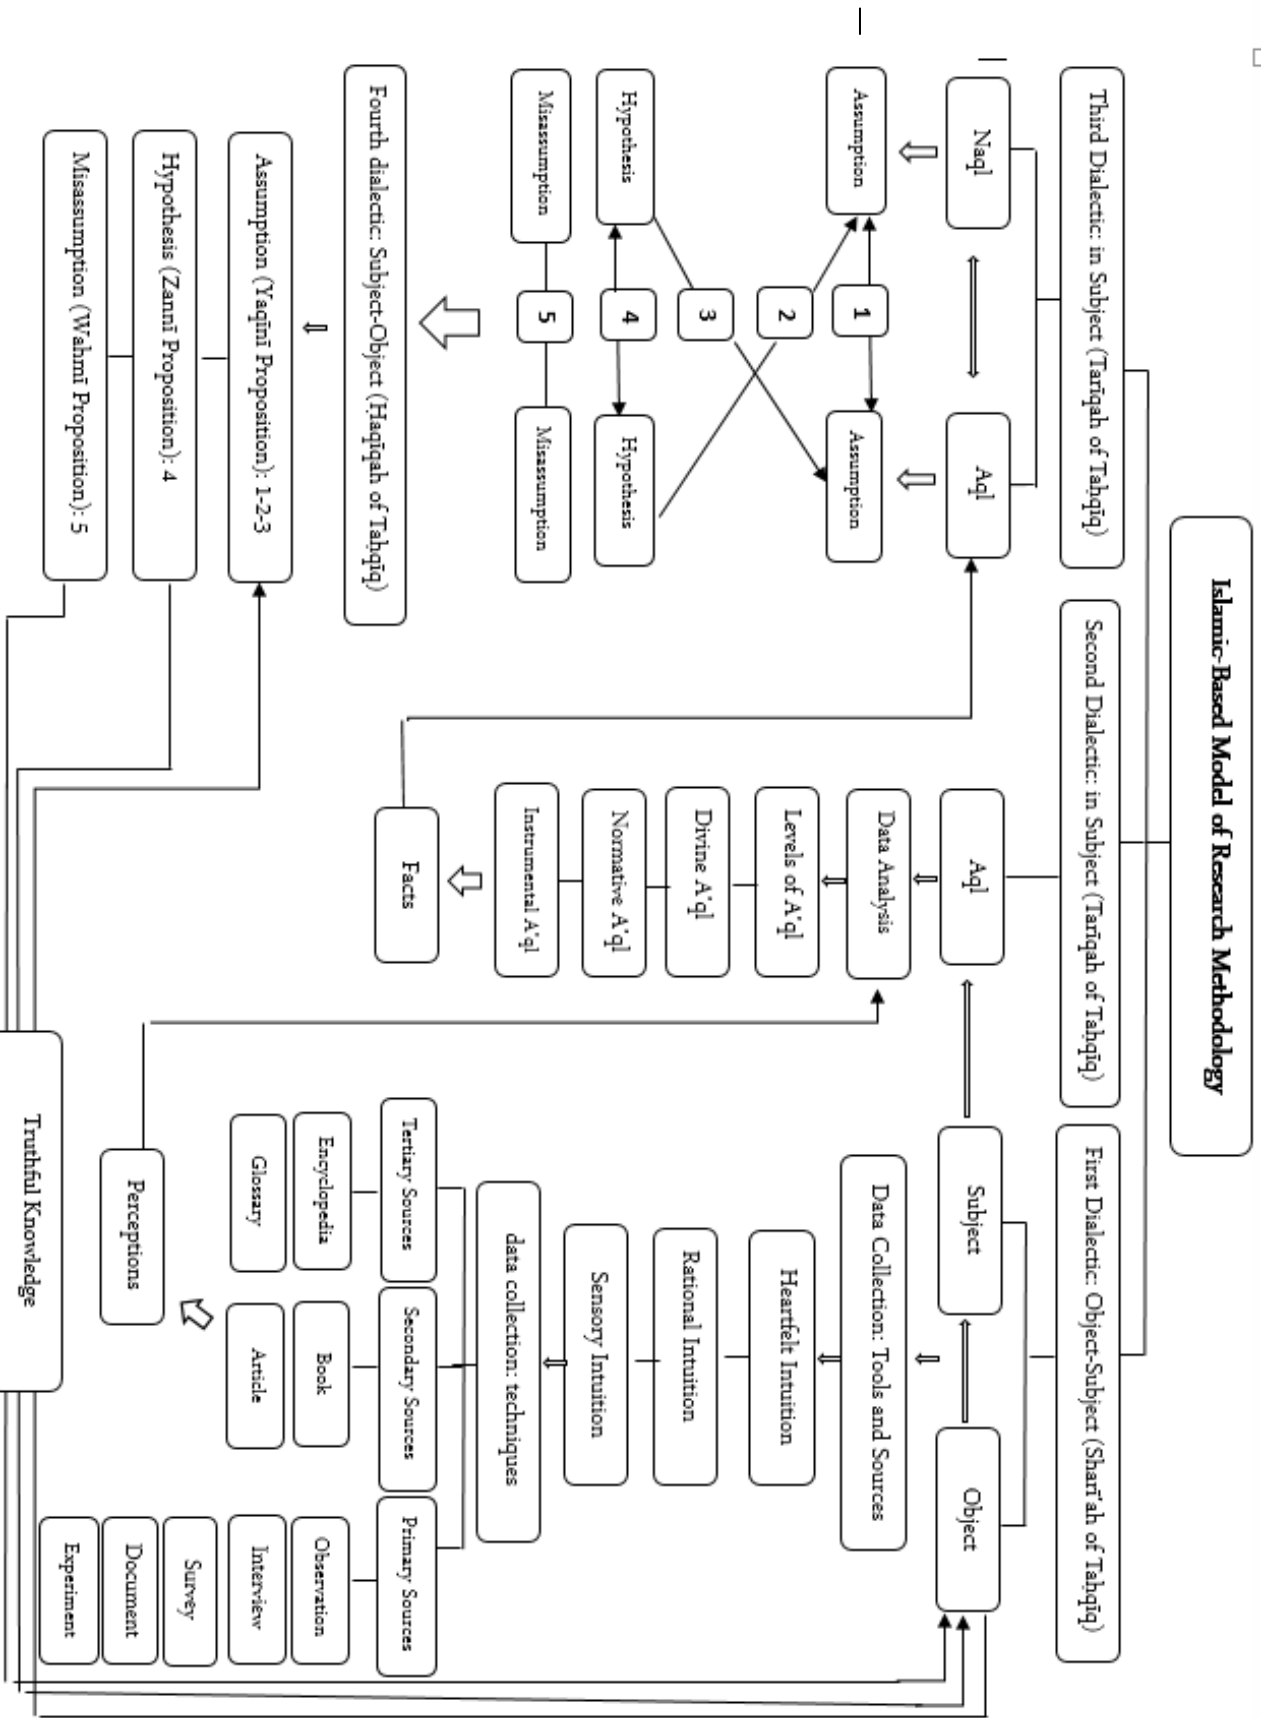 Islamic-Based Model of Research Methodology
Third Dialectic: in Subject (Tarīqah of Taḥqīq)
Second Dialectic: in Subject (Tarīqah of Taḥqīq)
First Dialectic: Object-Subject (Sharī'ah of Taḥqīq)
Naql
Aql
Aql
Subject
Object
Assumption
Assumption
1
2
3
4
5
Hypothesis
Hypothesis
Misassumption
Misassumption
Data Analysis
Levels of A'ql
Divine A'ql
Normative A'ql
Instrumental A'ql
Facts
Data Collection: Tools and Sources
Heartfelt Intuition
Rational Intuition
Sensory Intuition
data collection: techniques
Tertiary Sources
Secondary Sources
Primary Sources
Encyclopedia
Book
Observation
Glossary
Article
Interview
Survey
Document
Experiment
Perceptions
Fourth dialectic: Subject-Object (Ḥaqīqah of Taḥqīq)
Assumption (Yaqīnī Proposition): 1-2-3
Hypothesis (Zannī Proposition): 4
Misassumption (Wahmī Proposition): 5
Truthful Knowledge